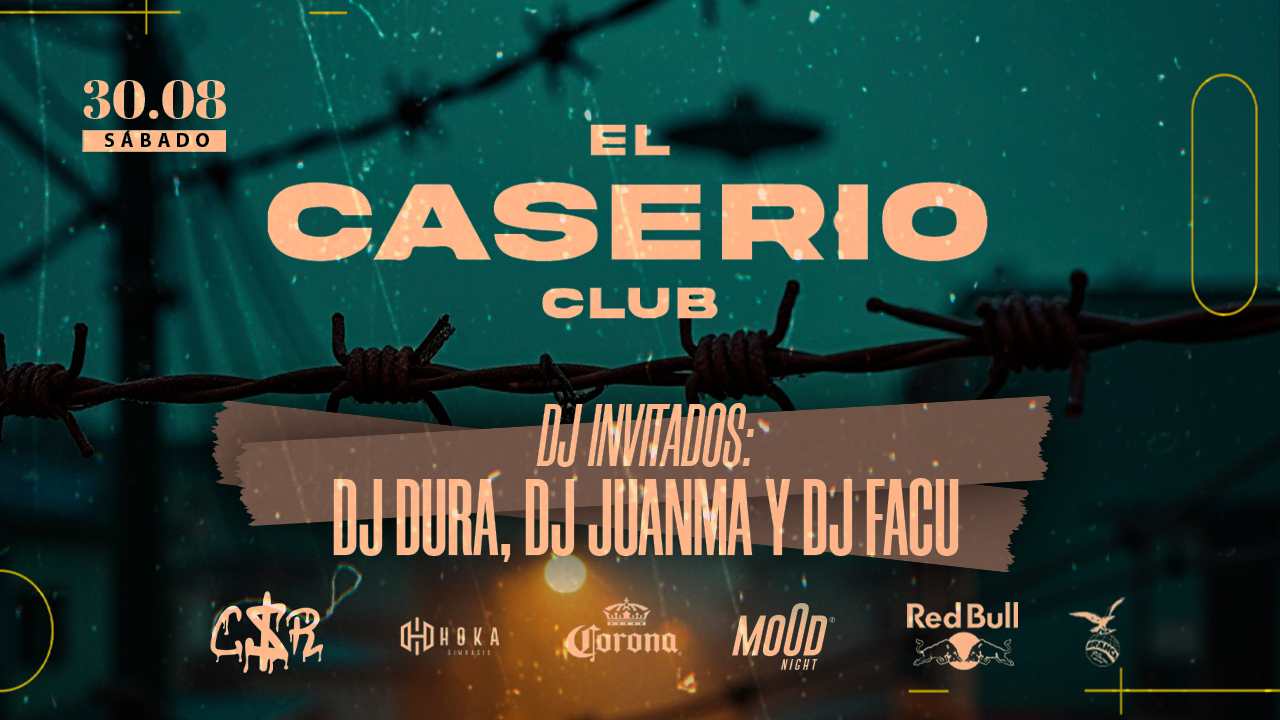 30.08
SÁBADO
EL
CASERIO
CLUB
DJ INVITADOS:
DJ DURA, DJ JUANMA Y DJ FACU
C$R
HOKA
GIMNASIO
Corona
MOOD
NIGHT
Red Bull